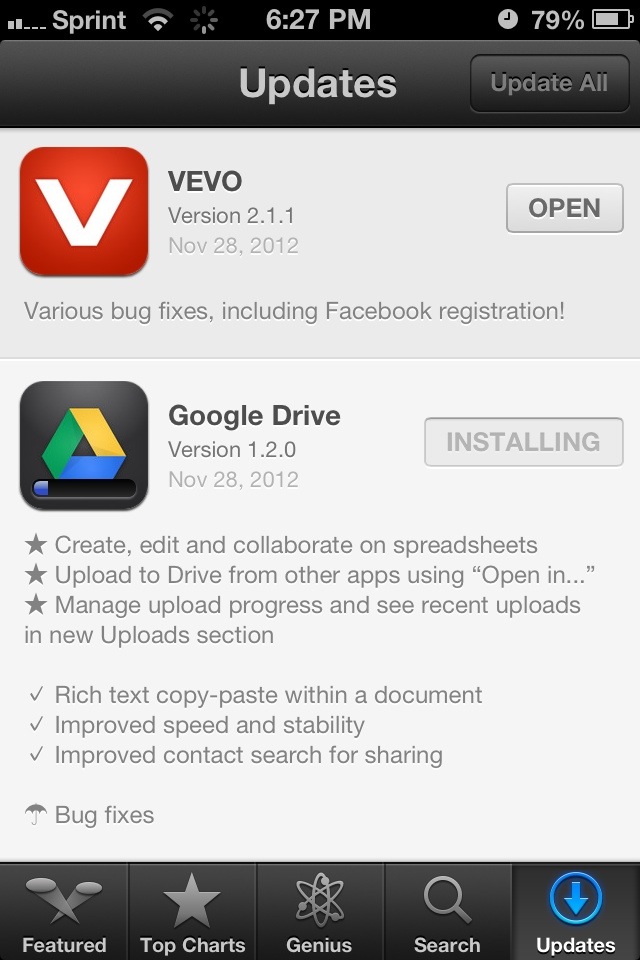 Sprint 6:27 PM 79%
Updates Update All
VEVO
Version 2.1.1
Nov 28, 2012
OPEN
Various bug fixes, including Facebook registration!
Google Drive
Version 1.2.0
Nov 28, 2012
INSTALLING
★ Create, edit and collaborate on spreadsheets
★ Upload to Drive from other apps using “Open in...”
★ Manage upload progress and see recent uploads
in new Uploads section
✓ Rich text copy-paste within a document
✓ Improved speed and stability
✓ Improved contact search for sharing
☂ Bug fixes
Featured Top Charts Genius Search Updates